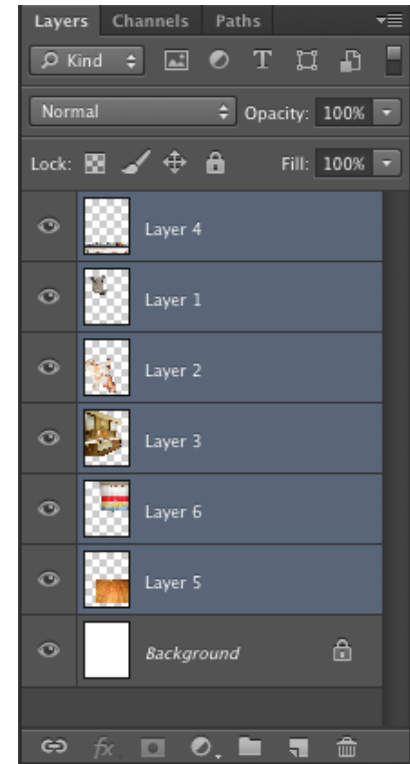 Layers Channels Paths
Kind T
Normal Opacity: 100%
Lock: Fill: 100%
Layer 4
Layer 1
Layer 2
Layer 3
Layer 6
Layer 5
Background
fx